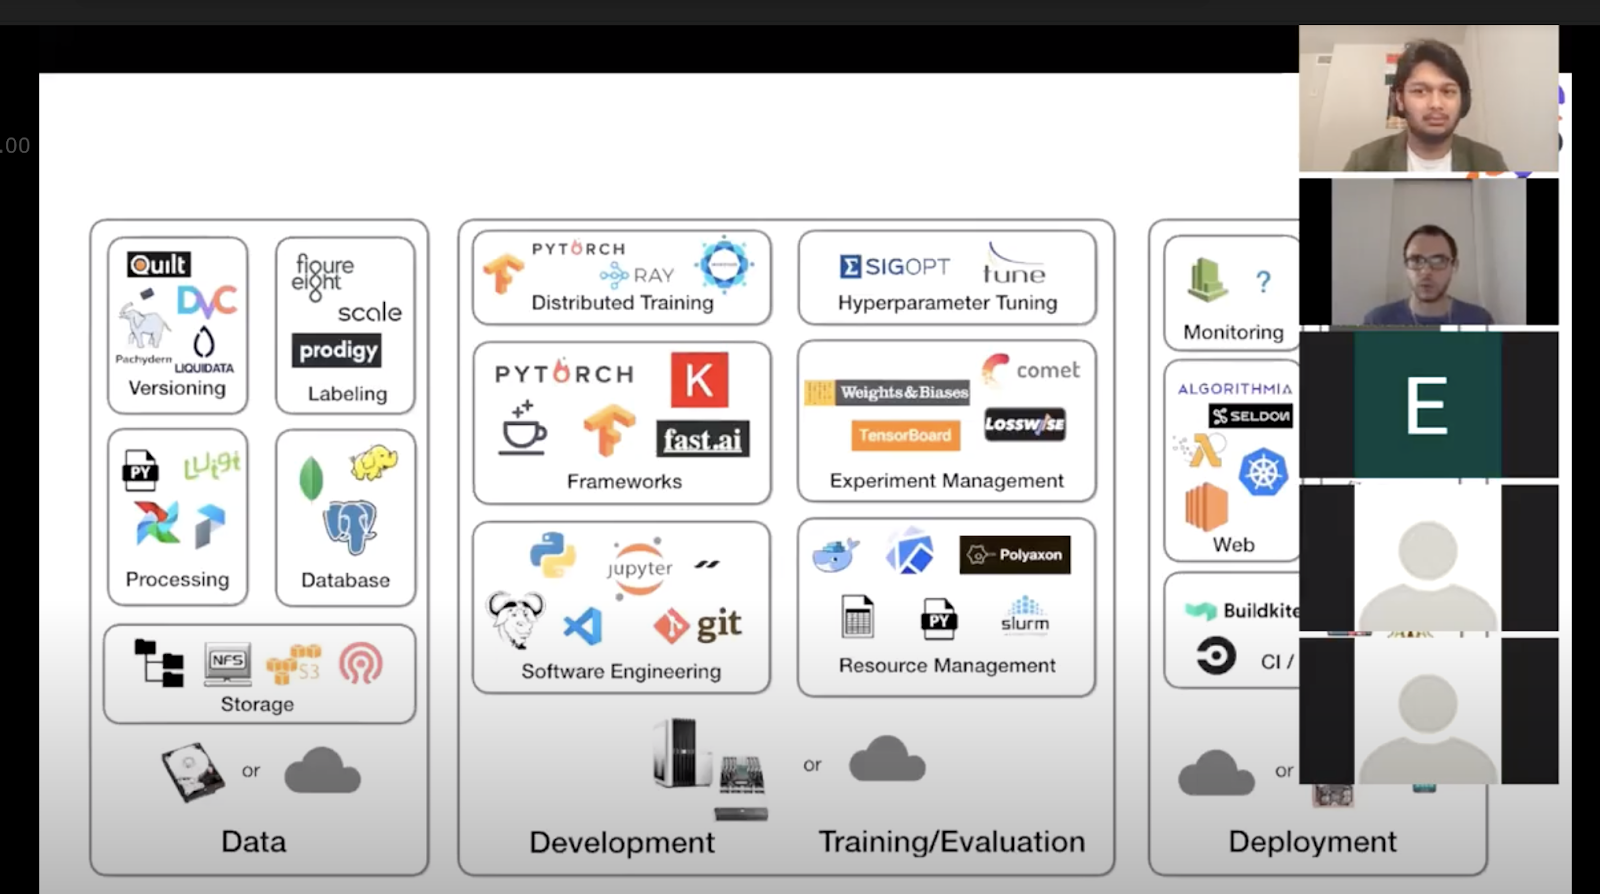 .00
Quilt
DVC
Pachyderm
LIQUIDATA
Versioning
figure
eight
scale
prodigy
Labeling
PY
Luigi
Processing
Database
NFS
S3
Storage
or
Data
PYTORCH
RAY
Distributed Training
SIGOPT
tune
Hyperparameter Tuning
PYTORCH
K
fast.ai
Frameworks
Weights & Biases
comet
TensorBoard
LOSSWISE
Experiment Management
jupyter
git
Software Engineering
Polyaxon
PY
slurm
Resource Management
or
Development
Training/Evaluation
?
Monitoring
ALGORITHMIA
SELDON
Web
Buildkite
CI /
or
Deployment
E